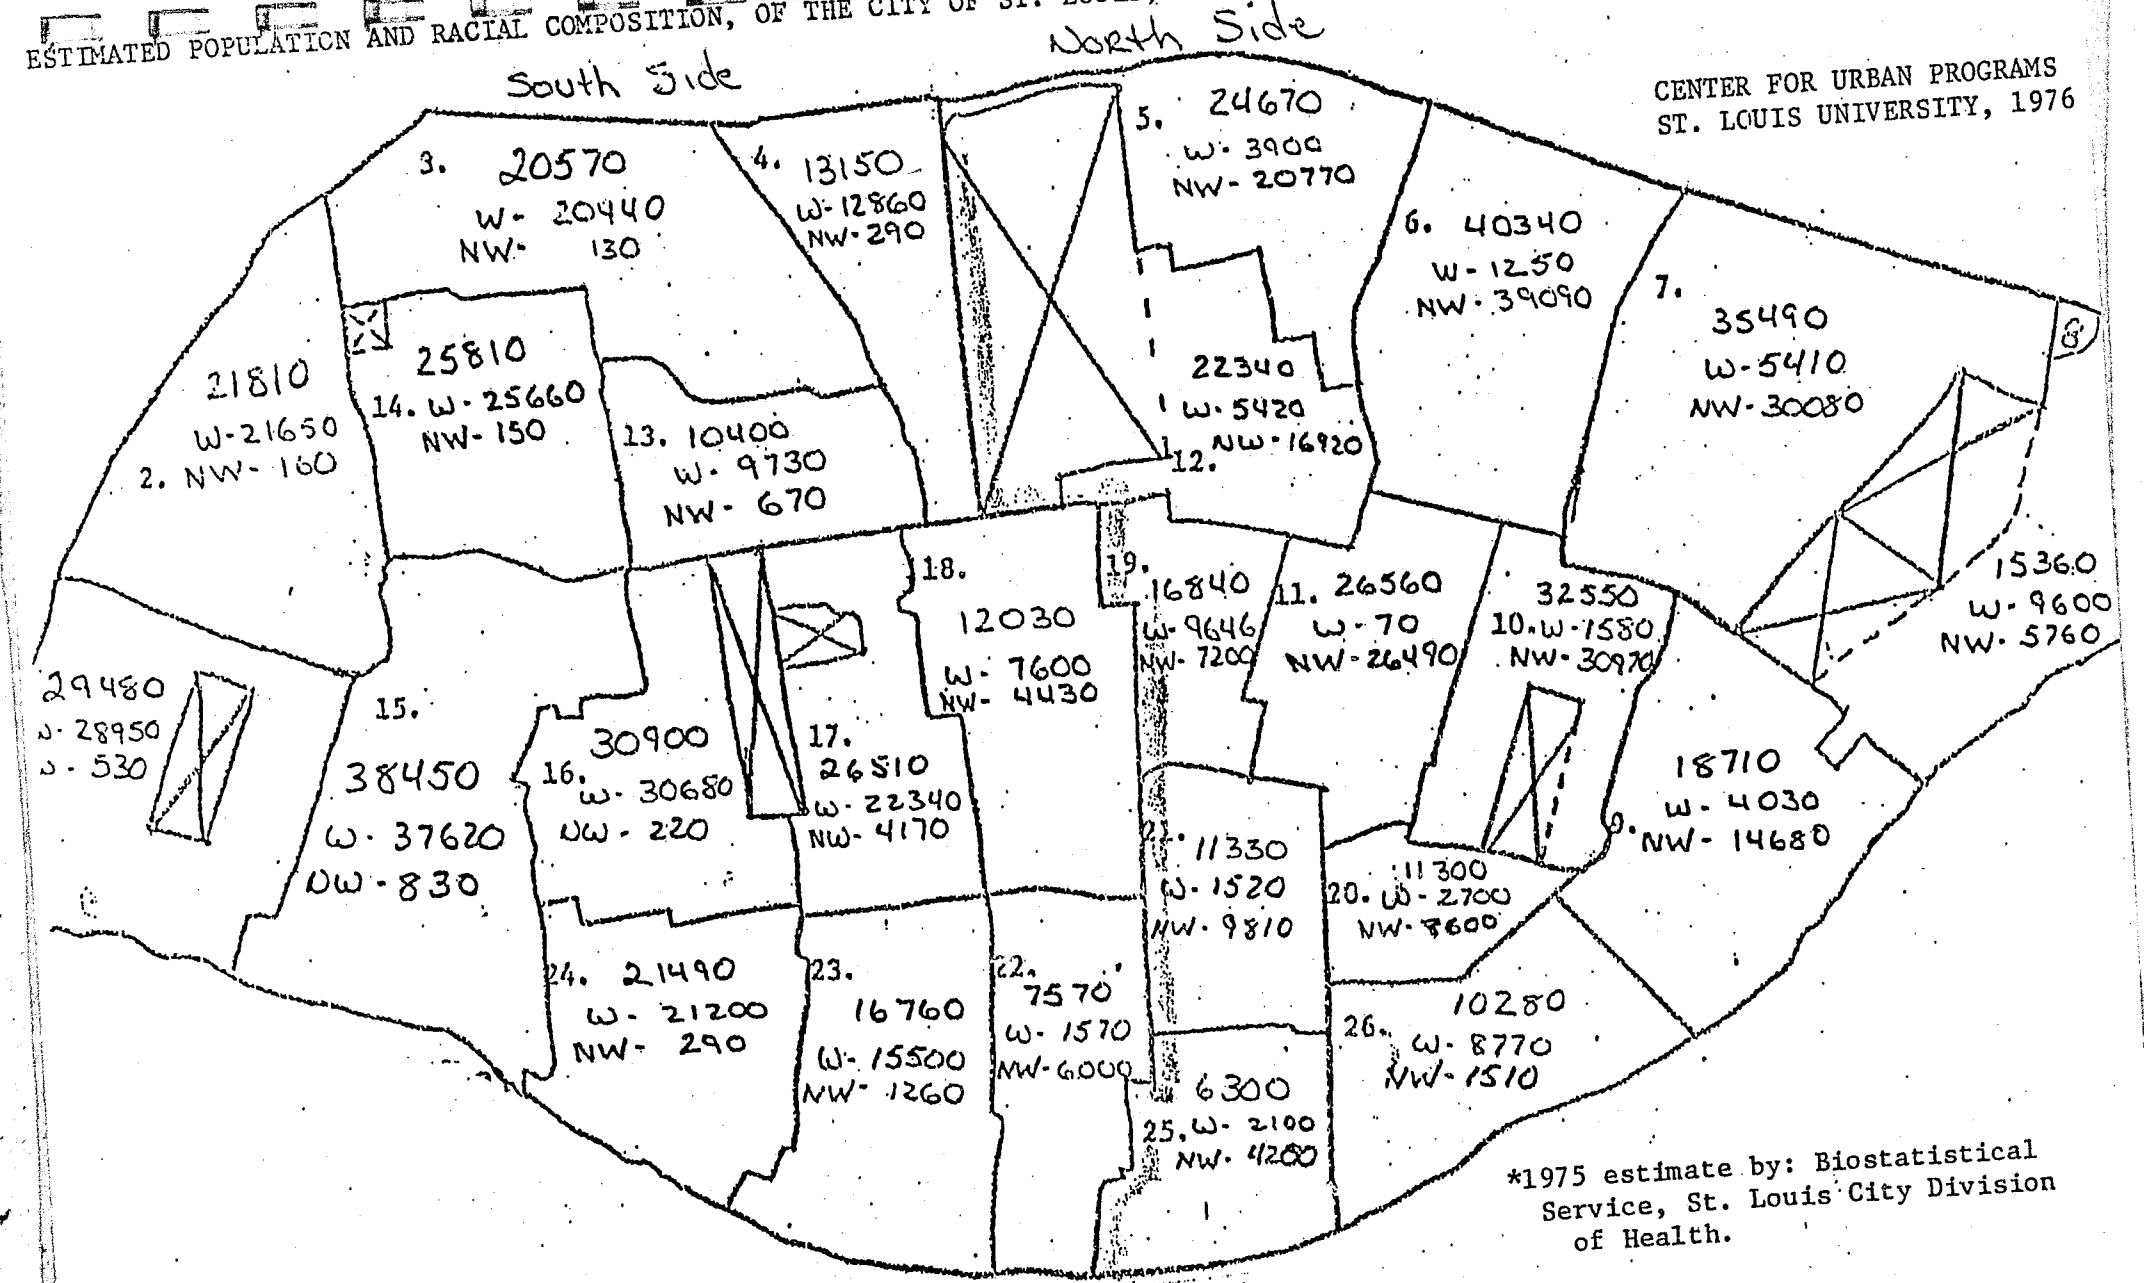 ESTIMATED POPULATION AND RACIAL COMPOSITION, OF THE CITY OF ST. LOUIS,
South Side
North Side
CENTER FOR URBAN PROGRAMS
ST. LOUIS UNIVERSITY, 1976
3. 20570
W- 20440
NW- 130
4. 13150
W-12860
NW-290
5. 24670
W- 3900
NW-20770
6. 40340
W-1250
NW-39090
7.
35490
W-5410
NW-30080
8
21810
W-21650
2. NW- 160
25810
14. W-25660
NW-150
13. 10400
W- 9730
NW- 670
22340
W-5420
NW-16920
12.
18.
12030
W- 7600
NW- 4430
19.
16840
W-9646
NW-7200
11. 26560
W-70
NW-26490
32550
10. W-1580
NW-30970
15360
W-9600
NW-5760
29480
28950
530
15.
38450
W-37620
NW-830
30900
16.
W-30680
NW-220
17.
26510
W-22340
NW-4170
11330
W-1520
NW-9810
11300
20. W-2700
NW-8600
18710
W-4030
9. NW-14680
24. 21490
W-21200
NW-290
23.
16760
W-15500
NW-1260
22.
7570
W-1570
NW-6000
6300
25. W-2100
NW-4200
10280
26.
W-8770
NW-1510
*1975 estimate by: Biostatistical
Service, St. Louis City Division
of Health.